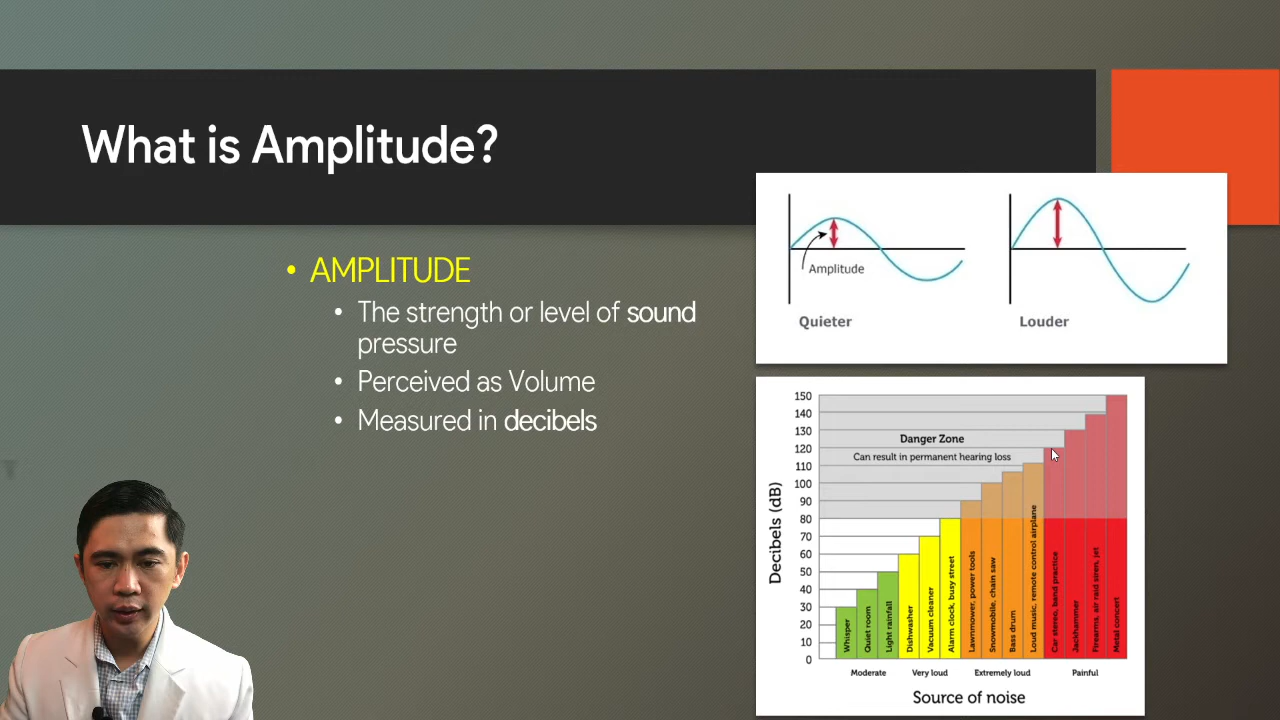 What is Amplitude?
• AMPLITUDE
• The strength or level of sound
pressure
• Perceived as Volume
• Measured in decibels
Amplitude
Quieter
Louder
150
140
130
120
110
100
90
80
70
60
50
40
30
20
10
0
Decibels (dB)
Danger Zone
Can result in permanent hearing loss
Whisper
Quiet room
Light rainfall
Dishwasher
Vacuum cleaner
Alarm clock, busy street
Lawnmower, power tools
Snowmobile, chain saw
Bass drum
Loud music, remote control airplane
Car stereo, band practice
Jackhammer
Firearms, air raid siren, jet
Metal concert
Moderate
Very loud
Extremely loud
Painful
Source of noise